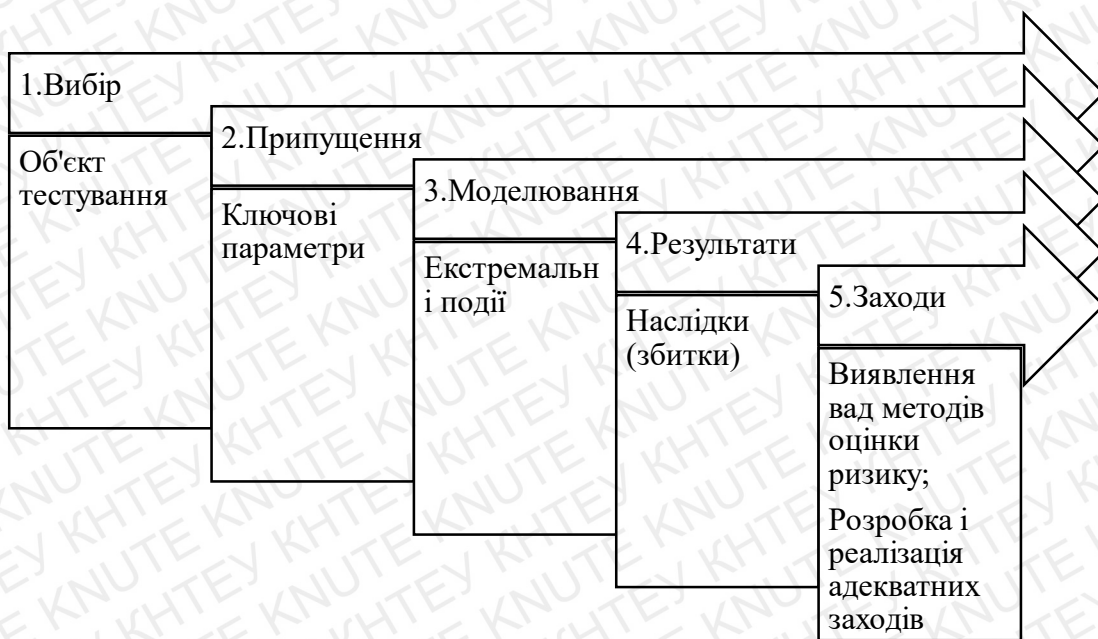 1.Вибір
Об'єкт
тестування
2.Припущення
Ключові
параметри
3.Моделювання
Екстремальн
і події
4.Результати
Наслідки
(збитки)
5.Заходи
Виявлення
вад методів
оцінки
ризику;
Розробка і
реалізація
адекватних
заходів